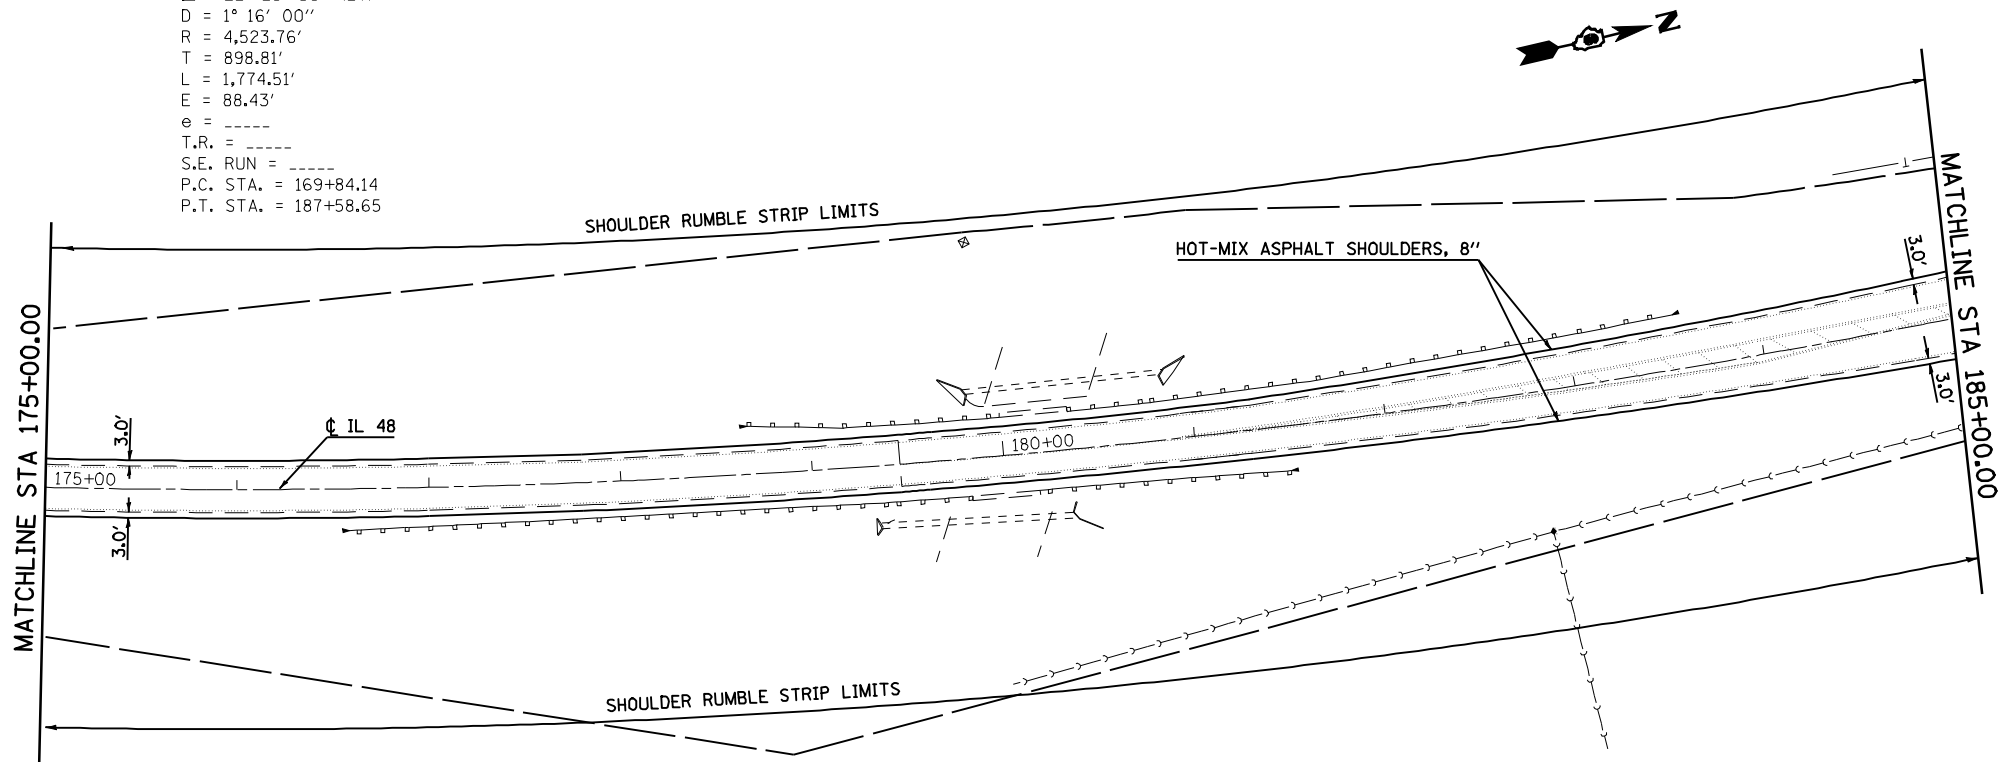 D = 1° 16' 00"
R = 4,523.76'
T = 898.81'
L = 1,774.51'
E = 88.43'
e = _____
T.R. = _____
S.E. RUN = _____
P.C. STA. = 169+84.14
P.T. STA. = 187+58.65
N
SHOULDER RUMBLE STRIP LIMITS
HOT-MIX ASPHALT SHOULDERS, 8"
MATCHLINE STA 175+00.00
MATCHLINE STA 185+00.00
3.0'
3.0'
℄ IL 48
175+00
180+00
3.0'
3.0'
SHOULDER RUMBLE STRIP LIMITS